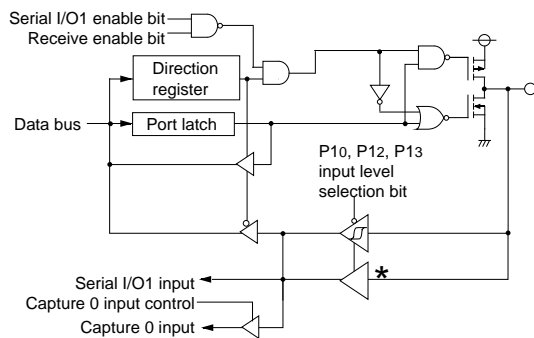 Serial I/O1 enable bit
Receive enable bit
Direction
register
Data bus
Port latch
P10, P12, P13
input level
selection bit
*
Serial I/O1 input
Capture 0 input control
Capture 0 input